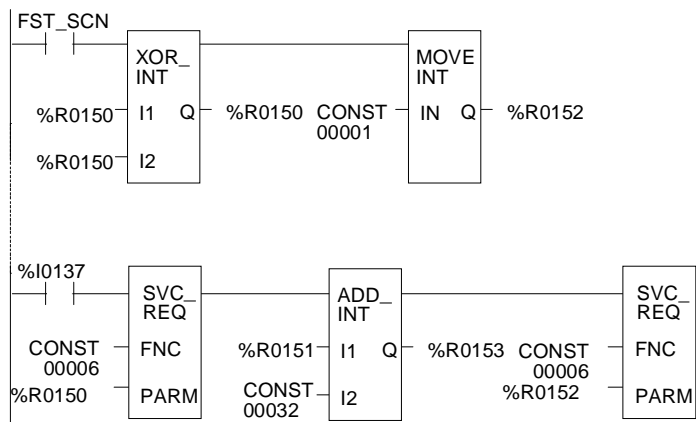 FST_SCN
XOR_
INT
MOVE
INT
%R0150 I1 Q %R0150 CONST
00001 IN Q %R0152
%R0150 I2
%I0137
SVC_
REQ
ADD_
INT
SVC_
REQ
CONST
00006 FNC %R0151 I1 Q %R0153 CONST
00006 FNC
%R0150 PARM CONST
00032 I2 %R0152 PARM